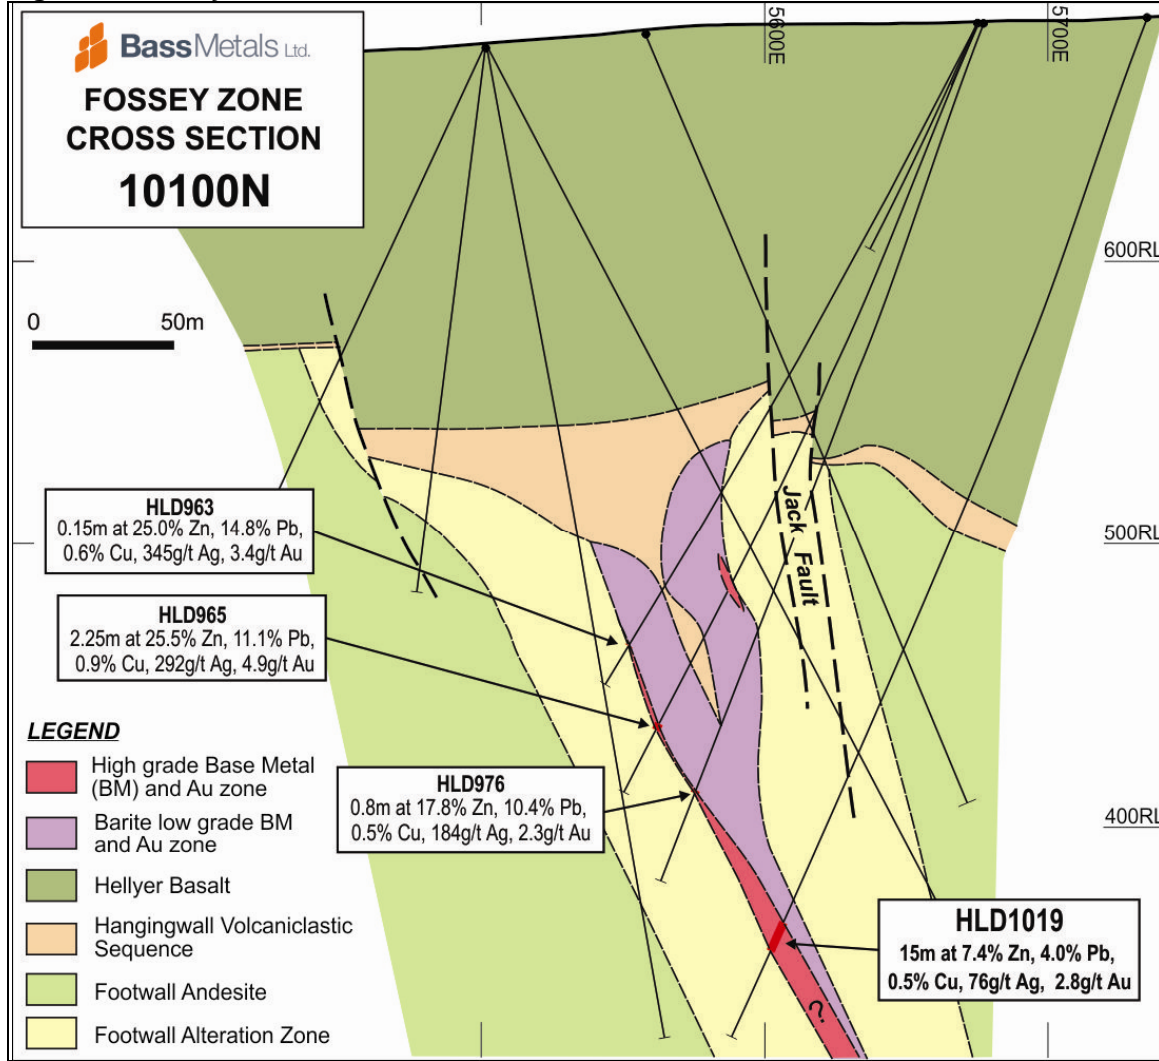 BassMetals Ltd.
FOSSEY ZONE
CROSS SECTION
10100N
5600E
5700E
600RL
0 50m
HLD963
0.15m at 25.0% Zn, 14.8% Pb,
0.6% Cu, 345g/t Ag, 3.4g/t Au
500RL
Jack Fault
HLD965
2.25m at 25.5% Zn, 11.1% Pb,
0.9% Cu, 292g/t Ag, 4.9g/t Au
LEGEND
High grade Base Metal
(BM) and Au zone
Barite low grade BM
and Au zone
Hellyer Basalt
Hangingwall Volcaniclastic
Sequence
Footwall Andesite
Footwall Alteration Zone
HLD976
0.8m at 17.8% Zn, 10.4% Pb,
0.5% Cu, 184g/t Ag, 2.3g/t Au
400RL
HLD1019
15m at 7.4% Zn, 4.0% Pb,
0.5% Cu, 76g/t Ag, 2.8g/t Au
?